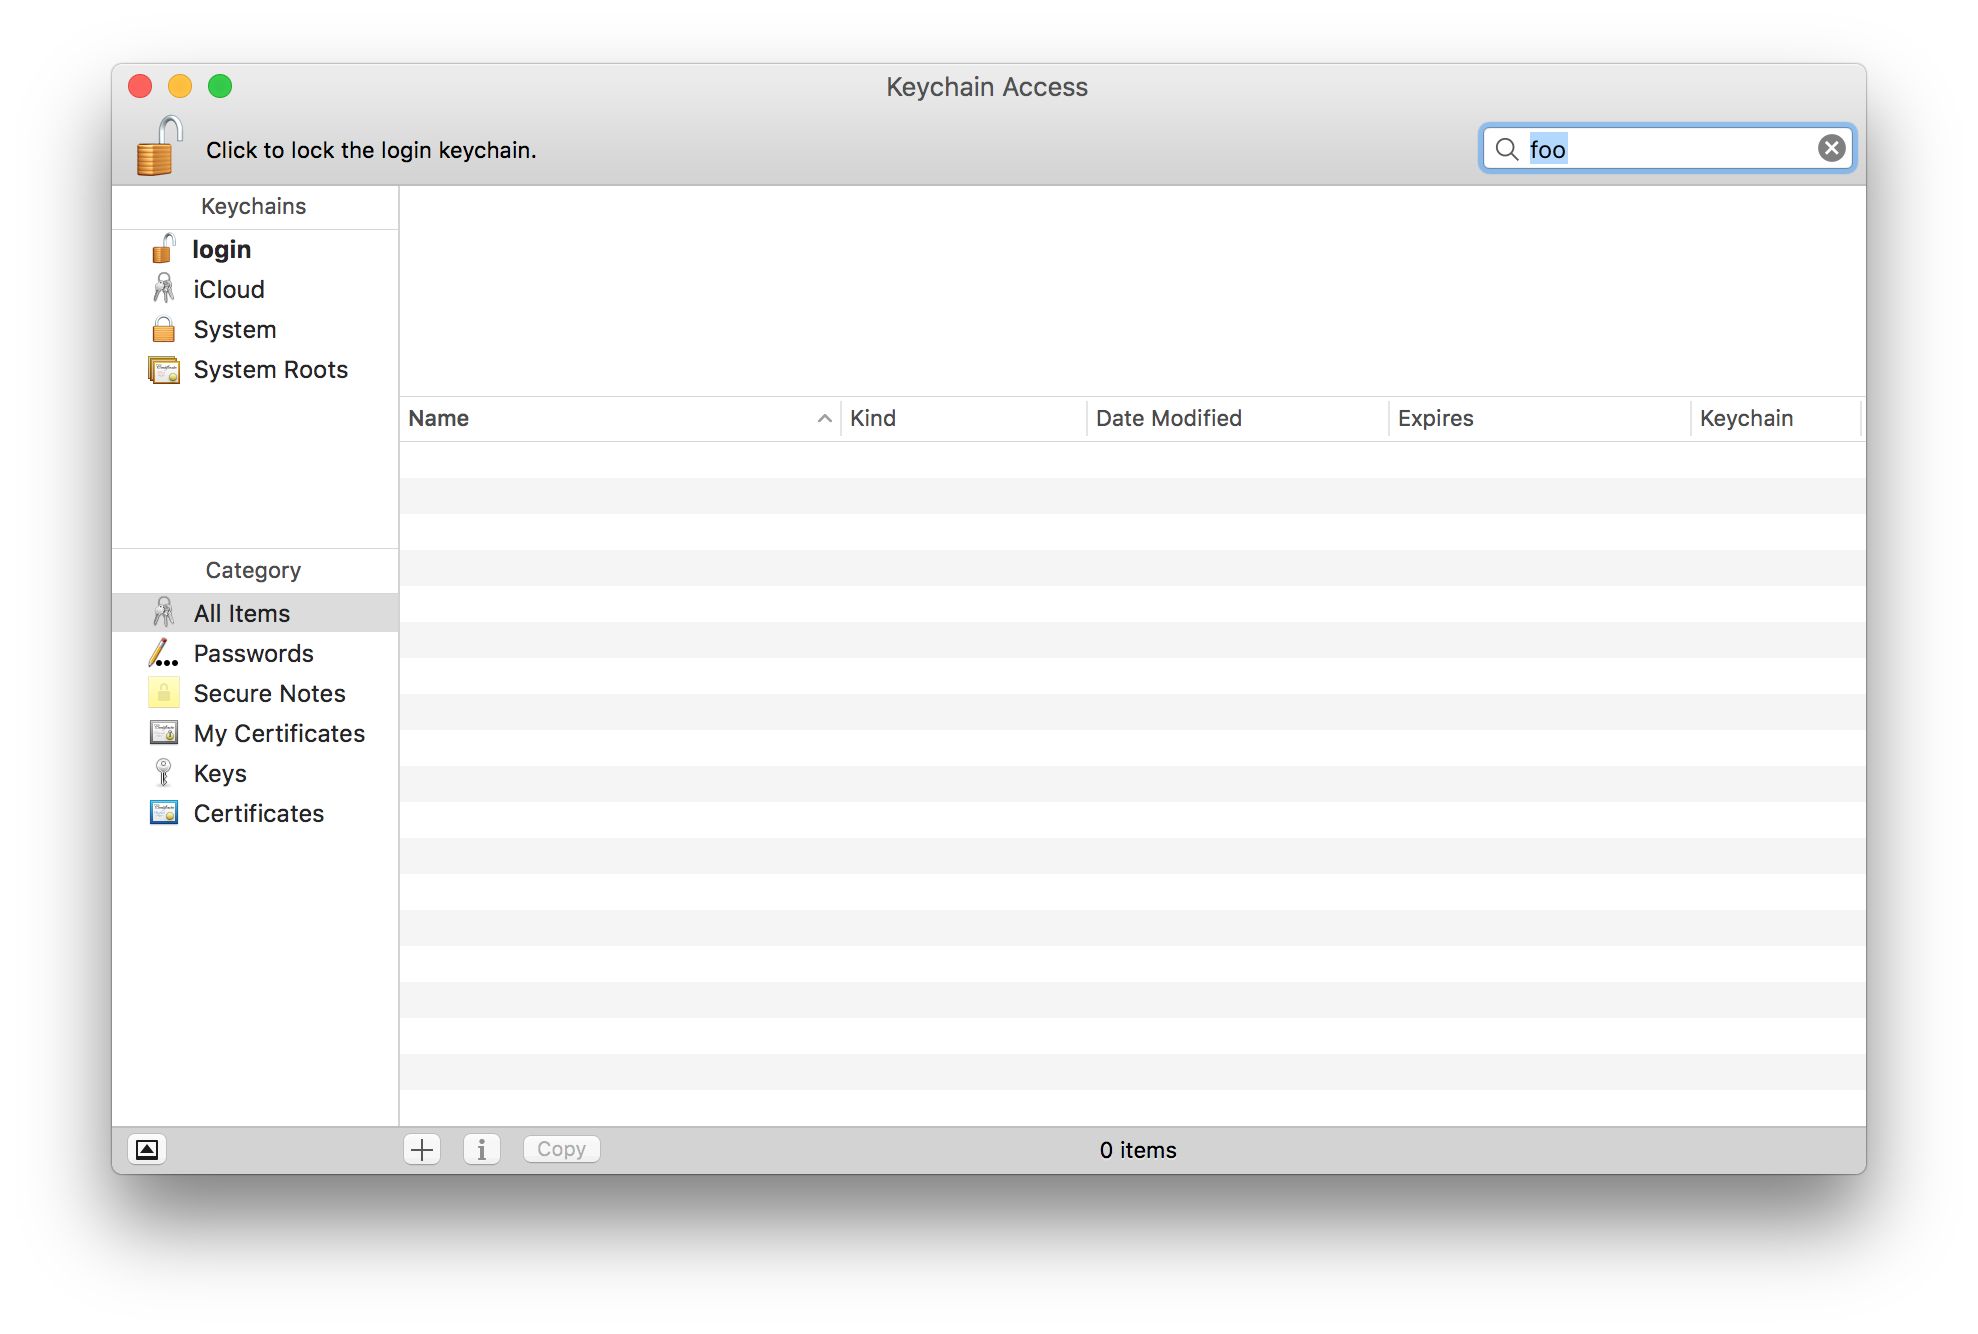 Keychain Access
Click to lock the login keychain.
foo
Keychains
login
iCloud
System
System Roots
Category
All Items
Passwords
Secure Notes
My Certificates
Keys
Certificates
Name Kind Date Modified Expires Keychain
Copy
0 items